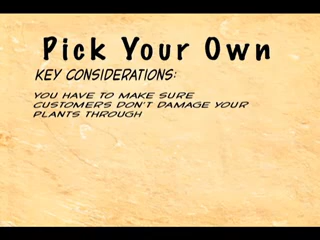 Pick Your Own
KEY CONSIDERATIONS:
YOU HAVE TO MAKE SURE
CUSTOMERS DON'T DAMAGE YOUR
PLANTS THROUGH